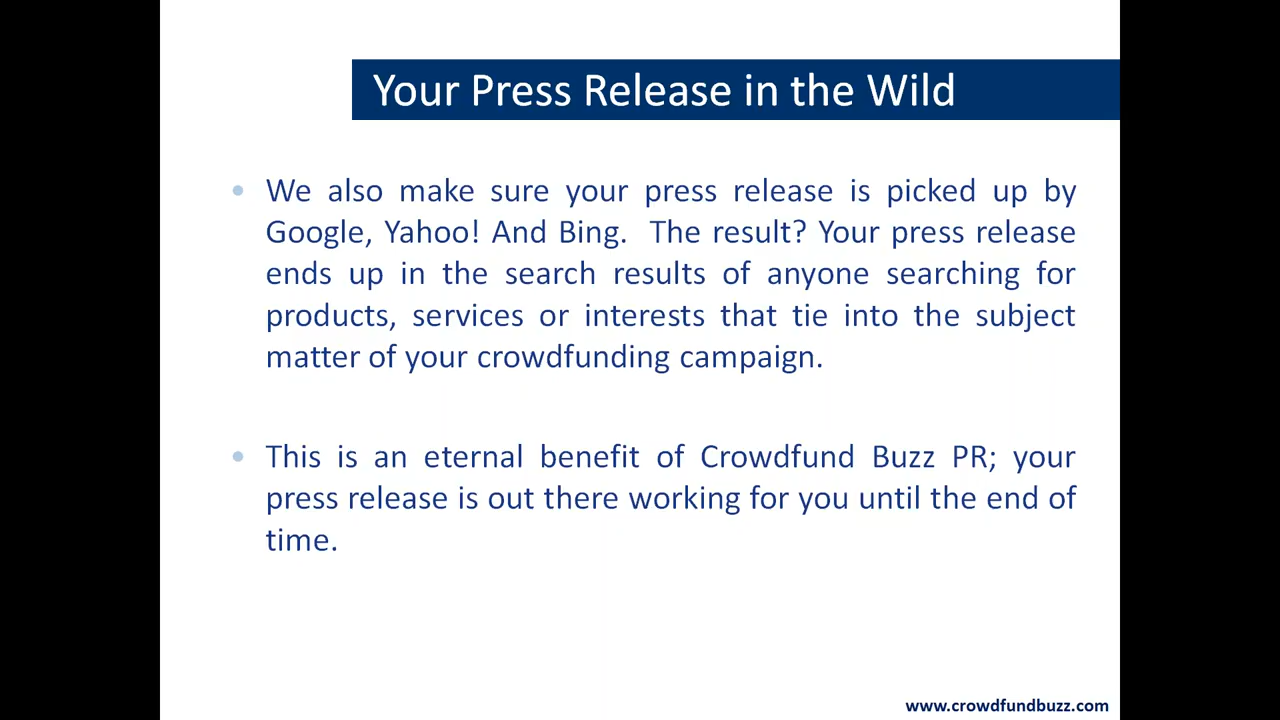 Your Press Release in the Wild
• We also make sure your press release is picked up by
Google, Yahoo! And Bing. The result? Your press release
ends up in the search results of anyone searching for
products, services or interests that tie into the subject
matter of your crowdfunding campaign.
• This is an eternal benefit of Crowdfund Buzz PR; your
press release is out there working for you until the end of
time.
www.crowdfundbuzz.com